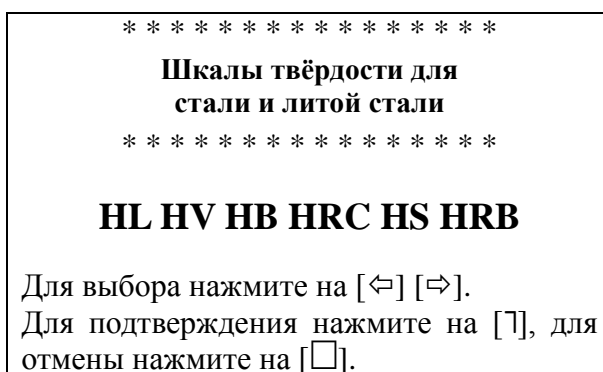 * * * * * * * * * * * * * * * *
Шкалы твёрдости для
стали и литой стали
* * * * * * * * * * * * * * * *
HL HV HB HRC HS HRB
Для выбора нажмите на [⇦] [⇨].
Для подтверждения нажмите на [⅂], для
отмены нажмите на [□].